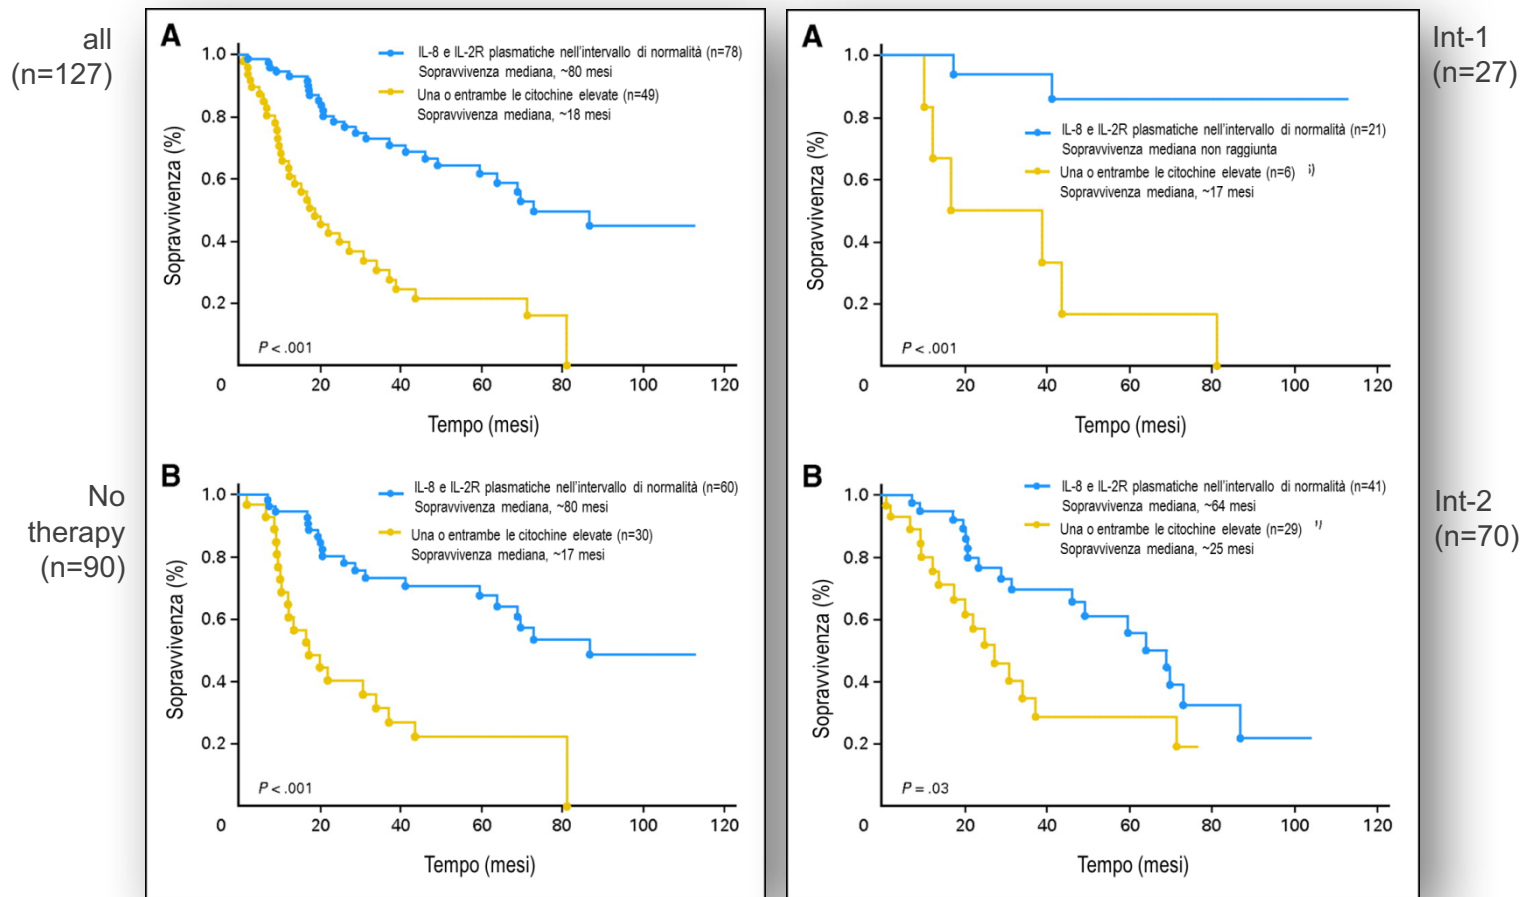 all
(n=127)
A
IL-8 e IL-2R plasmatiche nell'intervallo di normalità (n=78)
Sopravvivenza mediana, ~80 mesi
Una o entrambe le citochine elevate (n=49)
Sopravvivenza mediana, ~18 mesi
Sopravvivenza (%)
1.0
0.8
0.6
0.4
0.2
P < .001
0
20
40
60
80
100
120
Tempo (mesi)
Int-1
(n=27)
A
IL-8 e IL-2R plasmatiche nell'intervallo di normalità (n=21)
Sopravvivenza mediana non raggiunta
Una o entrambe le citochine elevate (n=6)
Sopravvivenza mediana, ~17 mesi
Sopravvivenza (%)
1.0
0.8
0.6
0.4
0.2
P < .001
0
20
40
60
80
100
120
Tempo (mesi)
No
therapy
(n=90)
B
IL-8 e IL-2R plasmatiche nell'intervallo di normalità (n=60)
Sopravvivenza mediana, ~80 mesi
Una o entrambe le citochine elevate (n=30)
Sopravvivenza mediana, ~17 mesi
Sopravvivenza (%)
1.0
0.8
0.6
0.4
0.2
P < .001
0
20
40
60
80
100
120
Tempo (mesi)
Int-2
(n=70)
B
IL-8 e IL-2R plasmatiche nell'intervallo di normalità (n=41)
Sopravvivenza mediana, ~64 mesi
Una o entrambe le citochine elevate (n=29)
Sopravvivenza mediana, ~25 mesi
Sopravvivenza (%)
1.0
0.8
0.6
0.4
0.2
P = .03
0
20
40
60
80
100
120
Tempo (mesi)